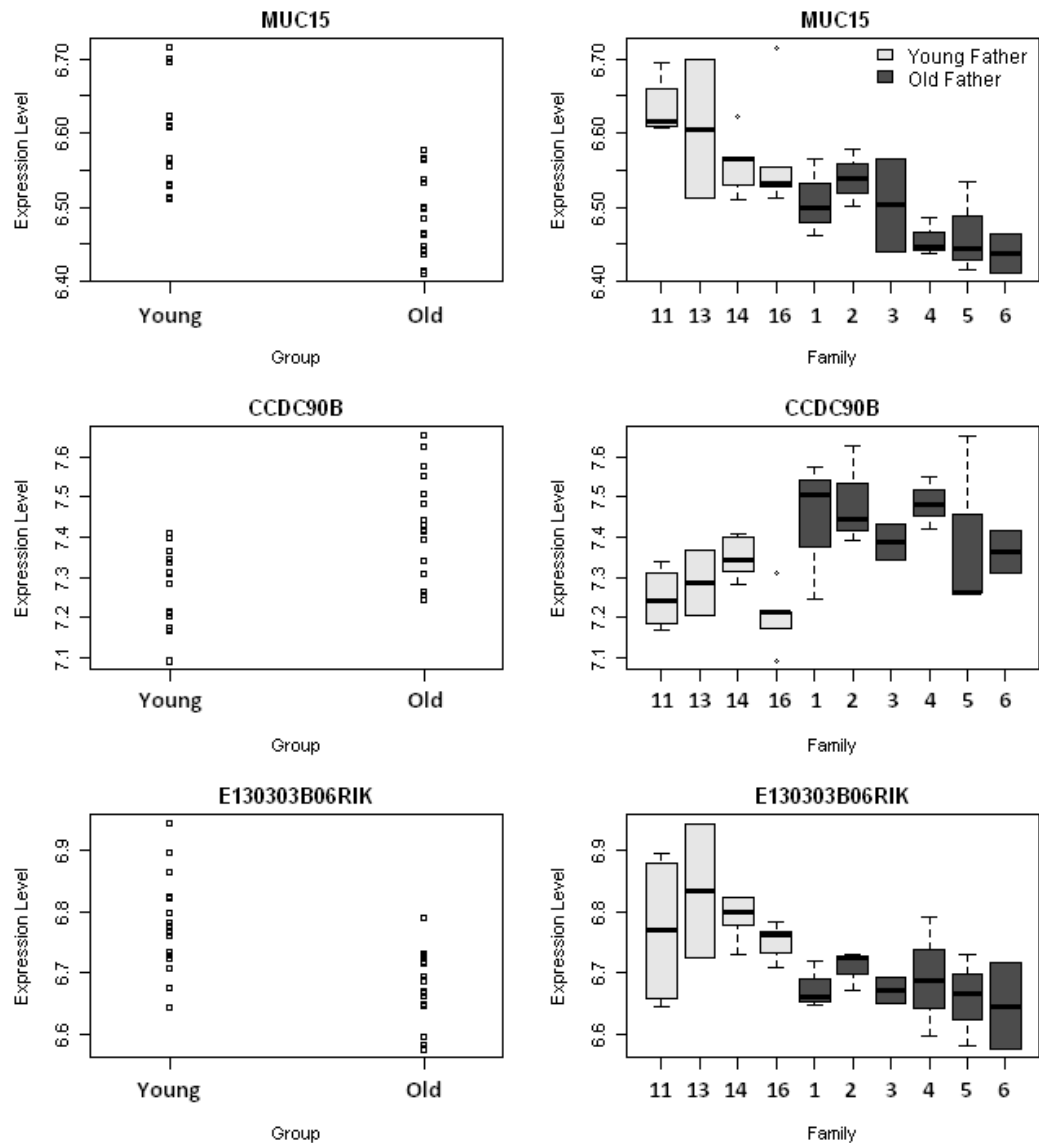 MUC15
Expression Level
6.70
6.60
6.50
6.40
Young Old
Group
MUC15
Expression Level
6.70
6.60
6.50
6.40
Young Father
Old Father
11 13 14 16 1 2 3 4 5 6
Family
CCDC90B
Expression Level
7.6
7.5
7.4
7.3
7.2
7.1
Young Old
Group
CCDC90B
Expression Level
7.6
7.5
7.4
7.3
7.2
7.1
11 13 14 16 1 2 3 4 5 6
Family
E130303B06RIK
Expression Level
6.9
6.8
6.7
6.6
Young Old
Group
E130303B06RIK
Expression Level
6.9
6.8
6.7
6.6
11 13 14 16 1 2 3 4 5 6
Family